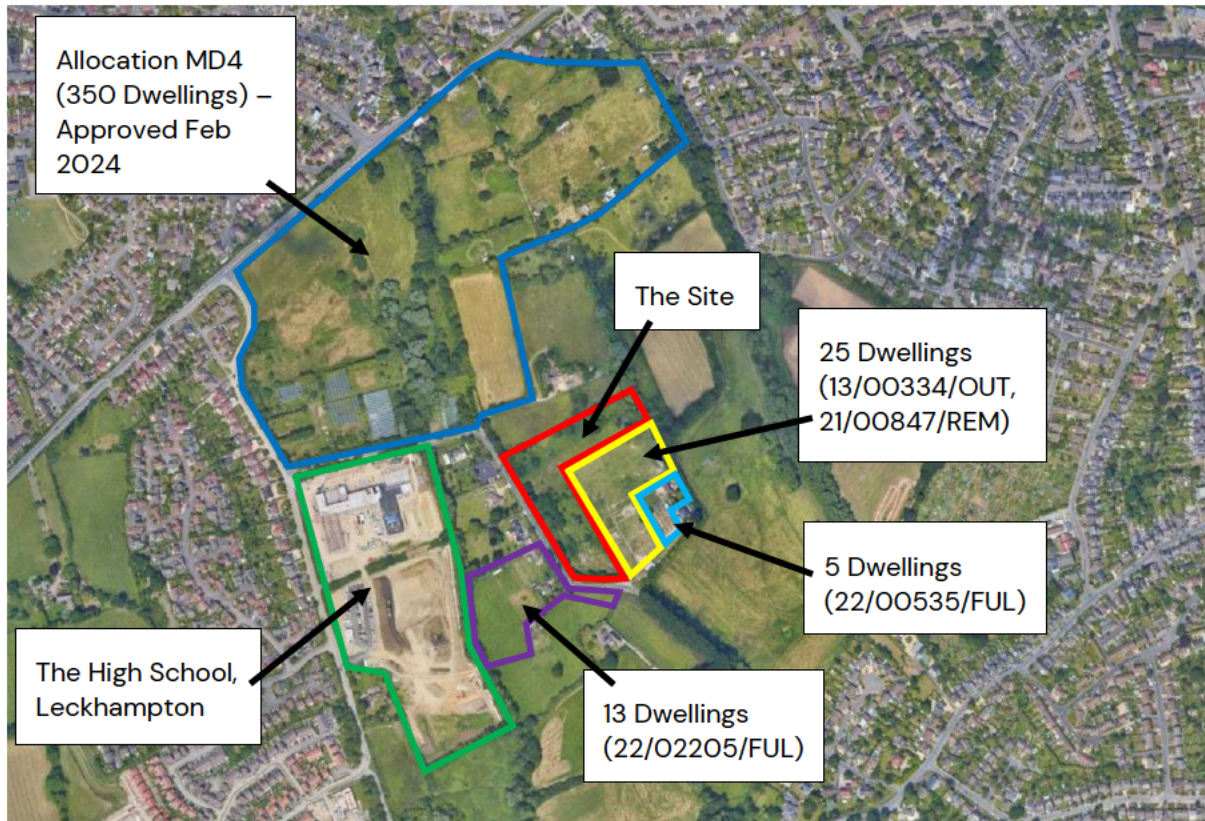 Allocation MD4
(350 Dwellings) –
Approved Feb
2024
The Site
25 Dwellings
(13/00334/OUT,
21/00847/REM)
5 Dwellings
(22/00535/FUL)
The High School,
Leckhampton
13 Dwellings
(22/02205/FUL)